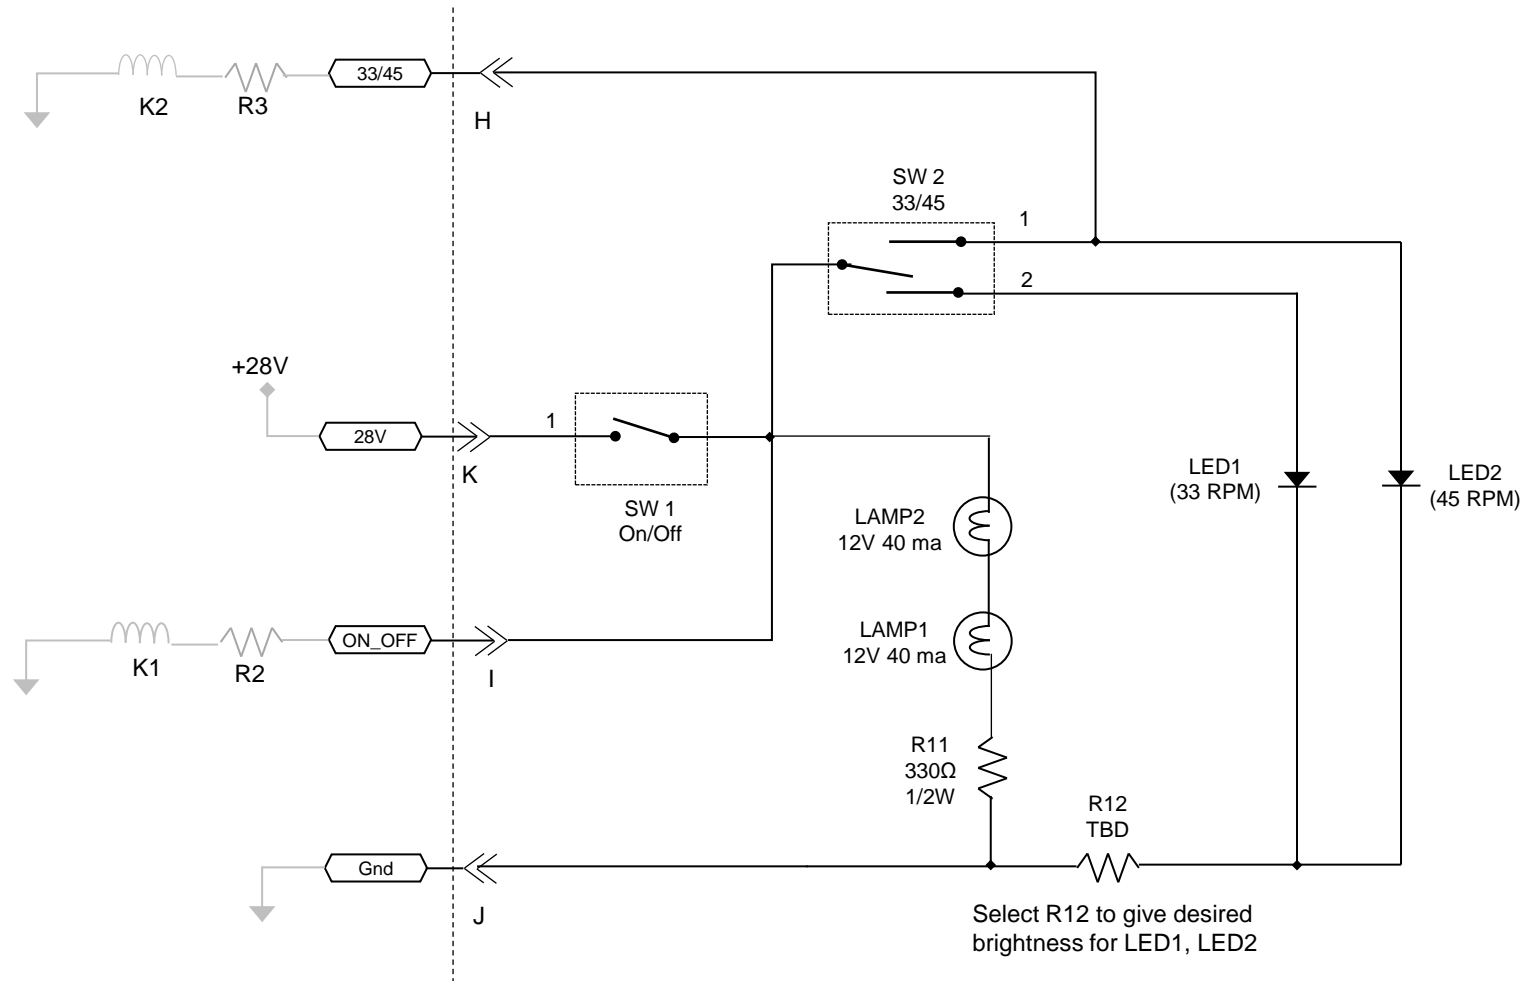 33/45
K2
R3
H
SW 2
33/45
1
2
+28V
28V
K
1
SW 1
On/Off
LED1
(33 RPM)
LED2
(45 RPM)
LAMP2
12V 40 ma
LAMP1
12V 40 ma
ON_OFF
K1
R2
I
R11
330Ω
1/2W
R12
TBD
Gnd
J
Select R12 to give desired
brightness for LED1, LED2